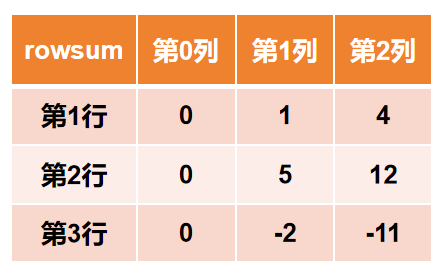 rowsum 第0列 第1列 第2列
第1行 0 1 4
第2行 0 5 12
第3行 0 -2 -11